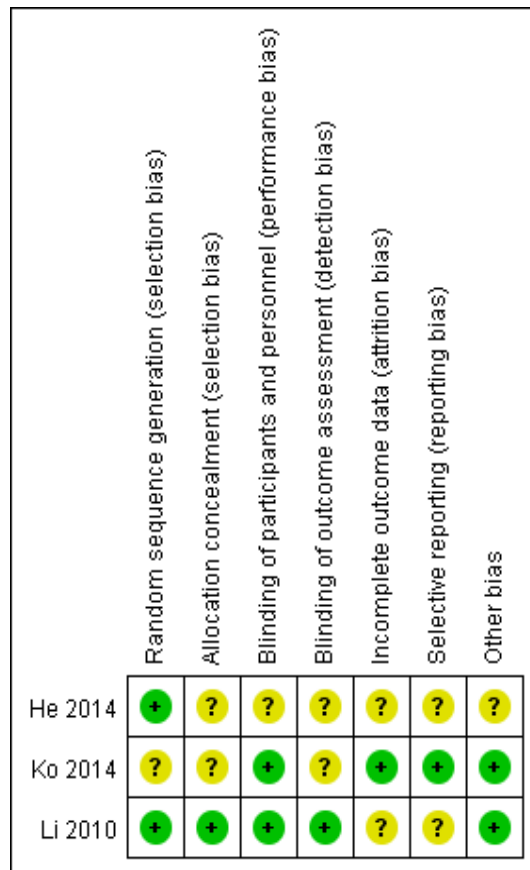 Random sequence generation (selection bias)
Allocation concealment (selection bias)
Blinding of participants and personnel (performance bias)
Blinding of outcome assessment (detection bias)
Incomplete outcome data (attrition bias)
Selective reporting (reporting bias)
Other bias
He 2014 + ? ? ? ? ? ?
Ko 2014 ? ? + ? + + +
Li 2010 + + + + ? ? +